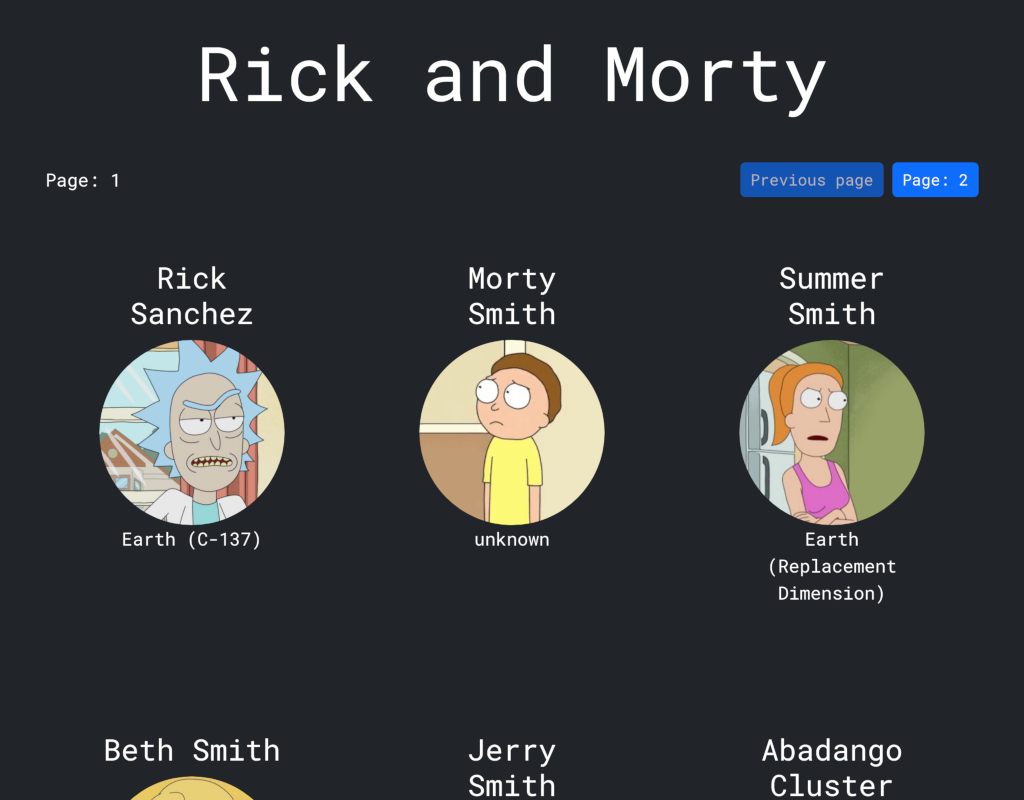 Rick and Morty
Page: 1
Previous page
Page: 2
Rick
Sanchez
Morty
Smith
Summer
Smith
Earth (C-137)
unknown
Earth
(Replacement
Dimension)
Beth Smith
Jerry
Smith
Abadango
Cluster